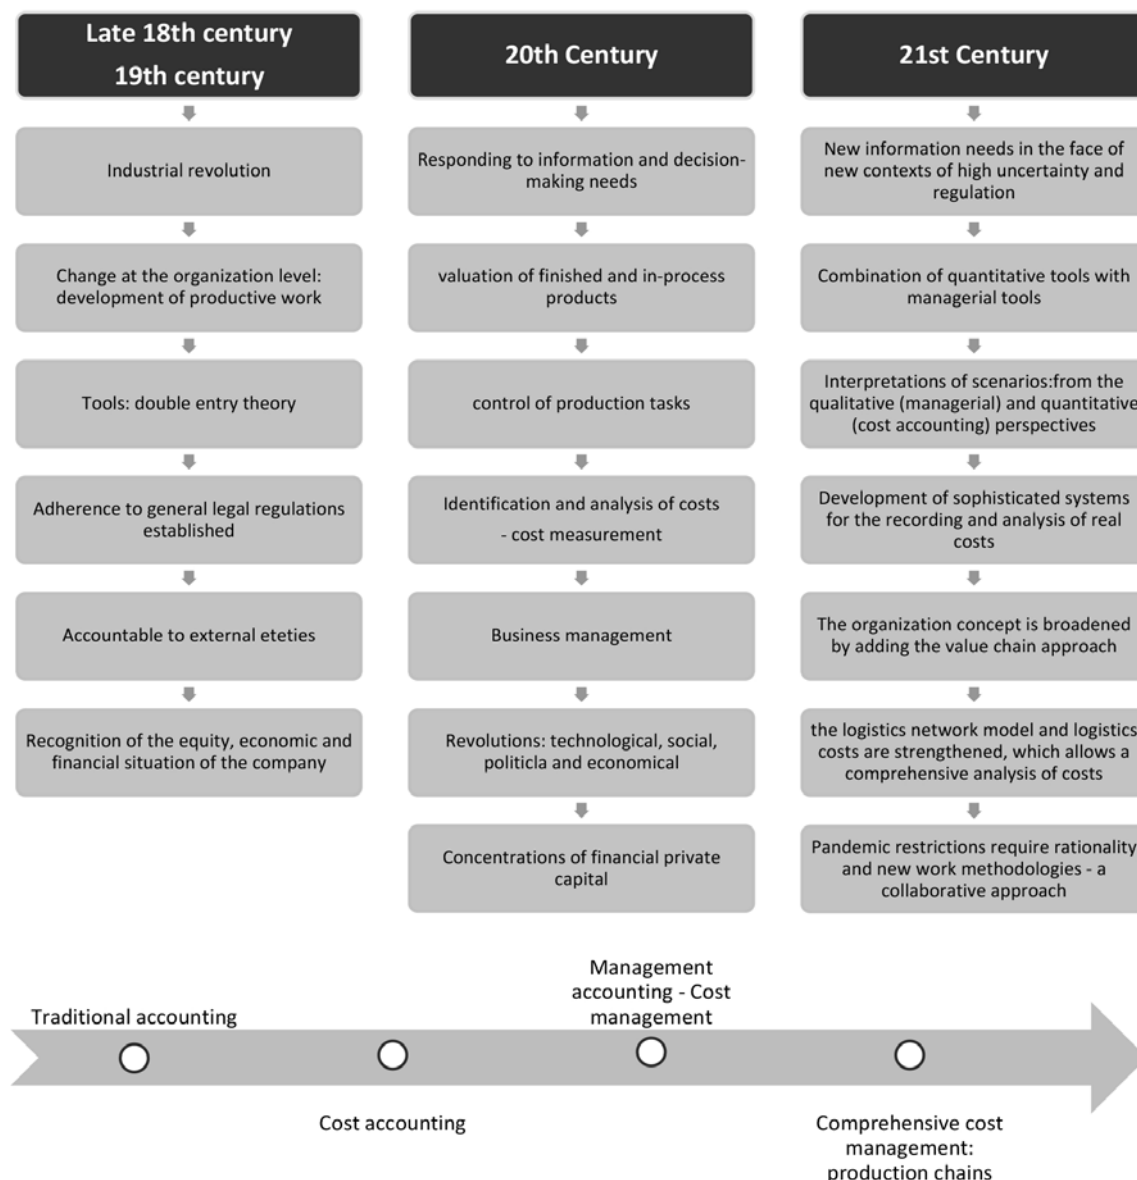 Late 18th century
19th century
Industrial revolution
Change at the organization level:
development of productive work
Tools: double entry theory
Adherence to general legal regulations
established
Accountable to external eteties
Recognition of the equity, economic and
financial situation of the company
20th Century
Responding to information and decision-
making needs
valuation of finished and in-process
products
control of production tasks
Identification and analysis of costs
- cost measurement
Business management
Revolutions: technological, social,
politicla and economical
Concentrations of financial private
capital
21st Century
New information needs in the face of
new contexts of high uncertainty and
regulation
Combination of quantitative tools with
managerial tools
Interpretations of scenarios:from the
qualitative (managerial) and quantitative
(cost accounting) perspectives
Development of sophisticated systems
for the recording and analysis of real
costs
The organization concept is broadened
by adding the value chain approach
the logistics network model and logistics
costs are strengthened, which allows a
comprehensive analysis of costs
Pandemic restrictions require rationality
and new work methodologies - a
collaborative approach
Traditional accounting
Cost accounting
Management
accounting - Cost
management
Comprehensive cost
management:
production chains